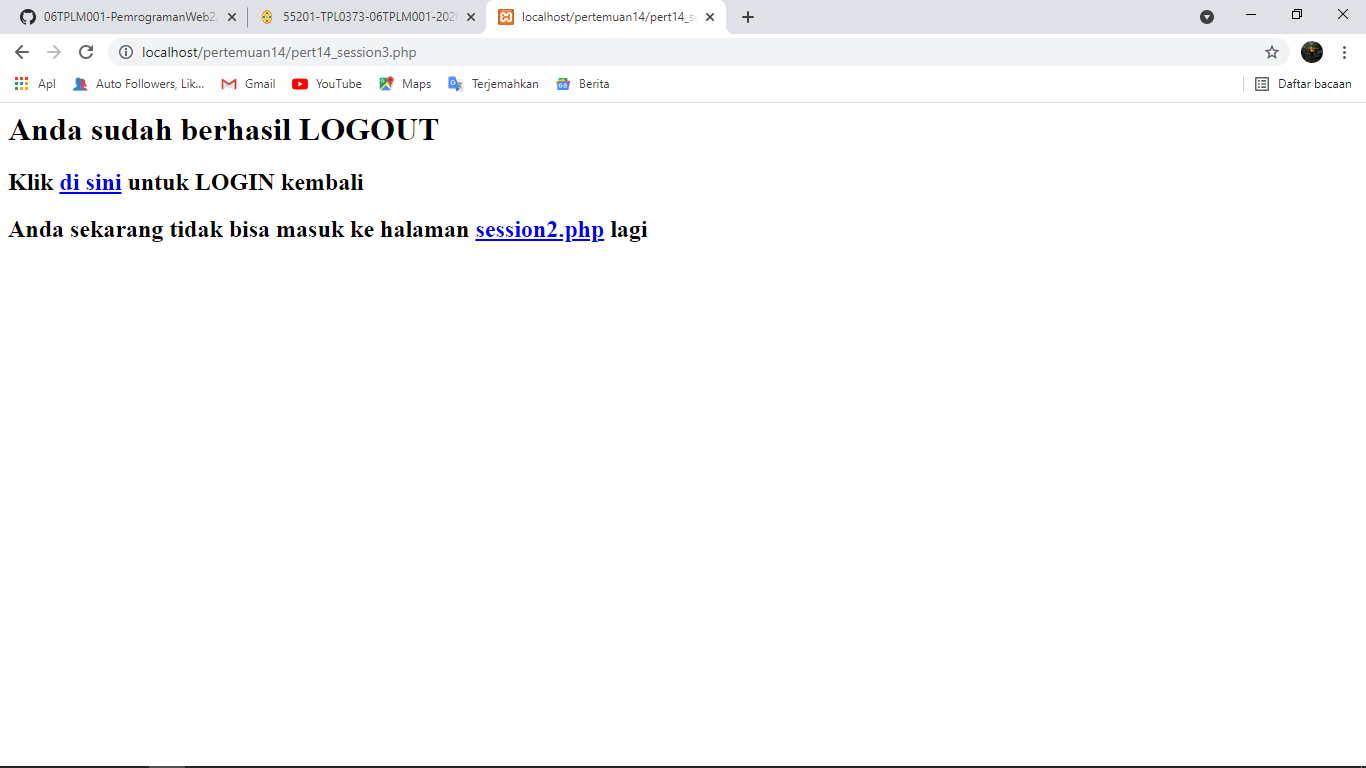 06TPLM001-PemrogramanWeb2
55201-TPL0373-06TPLM001-202
localhost/pertemuan14/pert14_s
localhost/pertemuan14/pert14_session3.php
Apl
Auto Followers, Lik...
Gmail
YouTube
Maps
Terjemahkan
Berita
Daftar bacaan
Anda sudah berhasil LOGOUT
Klik di sini untuk LOGIN kembali
Anda sekarang tidak bisa masuk ke halaman session2.php lagi